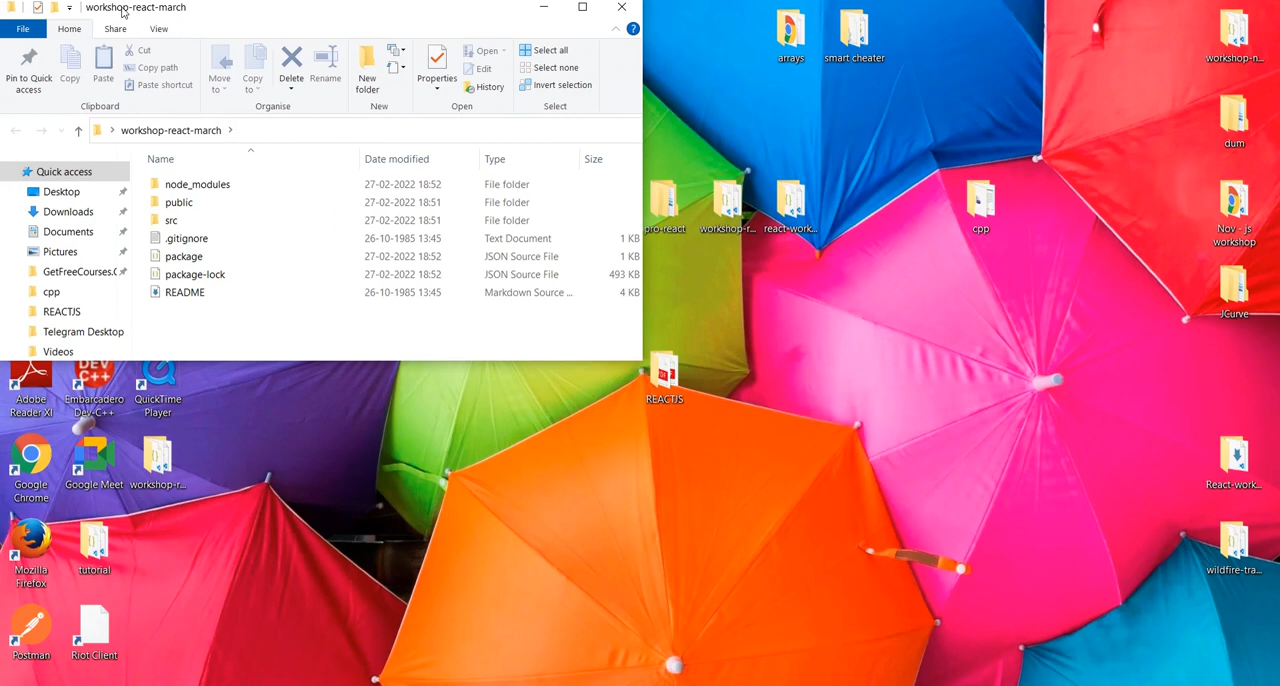 workshop-react-march
File Home Share View
Pin to Quick access
Copy
Paste
Cut
Copy path
Paste shortcut
Clipboard
Move to
Copy to
Delete
Rename
Organise
New folder
New
Properties
Open
Edit
History
Open
Select all
Select none
Invert selection
Select
workshop-react-march
Name Date modified Type Size
node_modules 27-02-2022 18:52 File folder
public 27-02-2022 18:51 File folder
src 27-02-2022 18:51 File folder
.gitignore 26-10-1985 13:45 Text Document 1 KB
package 27-02-2022 18:52 JSON Source File 1 KB
package-lock 27-02-2022 18:52 JSON Source File 493 KB
README 26-10-1985 13:45 Markdown Source ... 4 KB
Quick access
Desktop
Downloads
Documents
Pictures
GetFreeCourses.
cpp
REACTJS
Telegram Desktop
Videos
arrays
smart cheater
workshop-n...
dum
pro-react
workshop-r...
react-work...
cpp
Nov - js workshop
JCurve
REACTJS
Adobe Reader XI
Embarcadero Dev-C++
QuickTime Player
Google Chrome
Google Meet
workshop-r...
React-work...
Mozilla Firefox
tutorial
wildfire-tra...
Postman
Riot Client